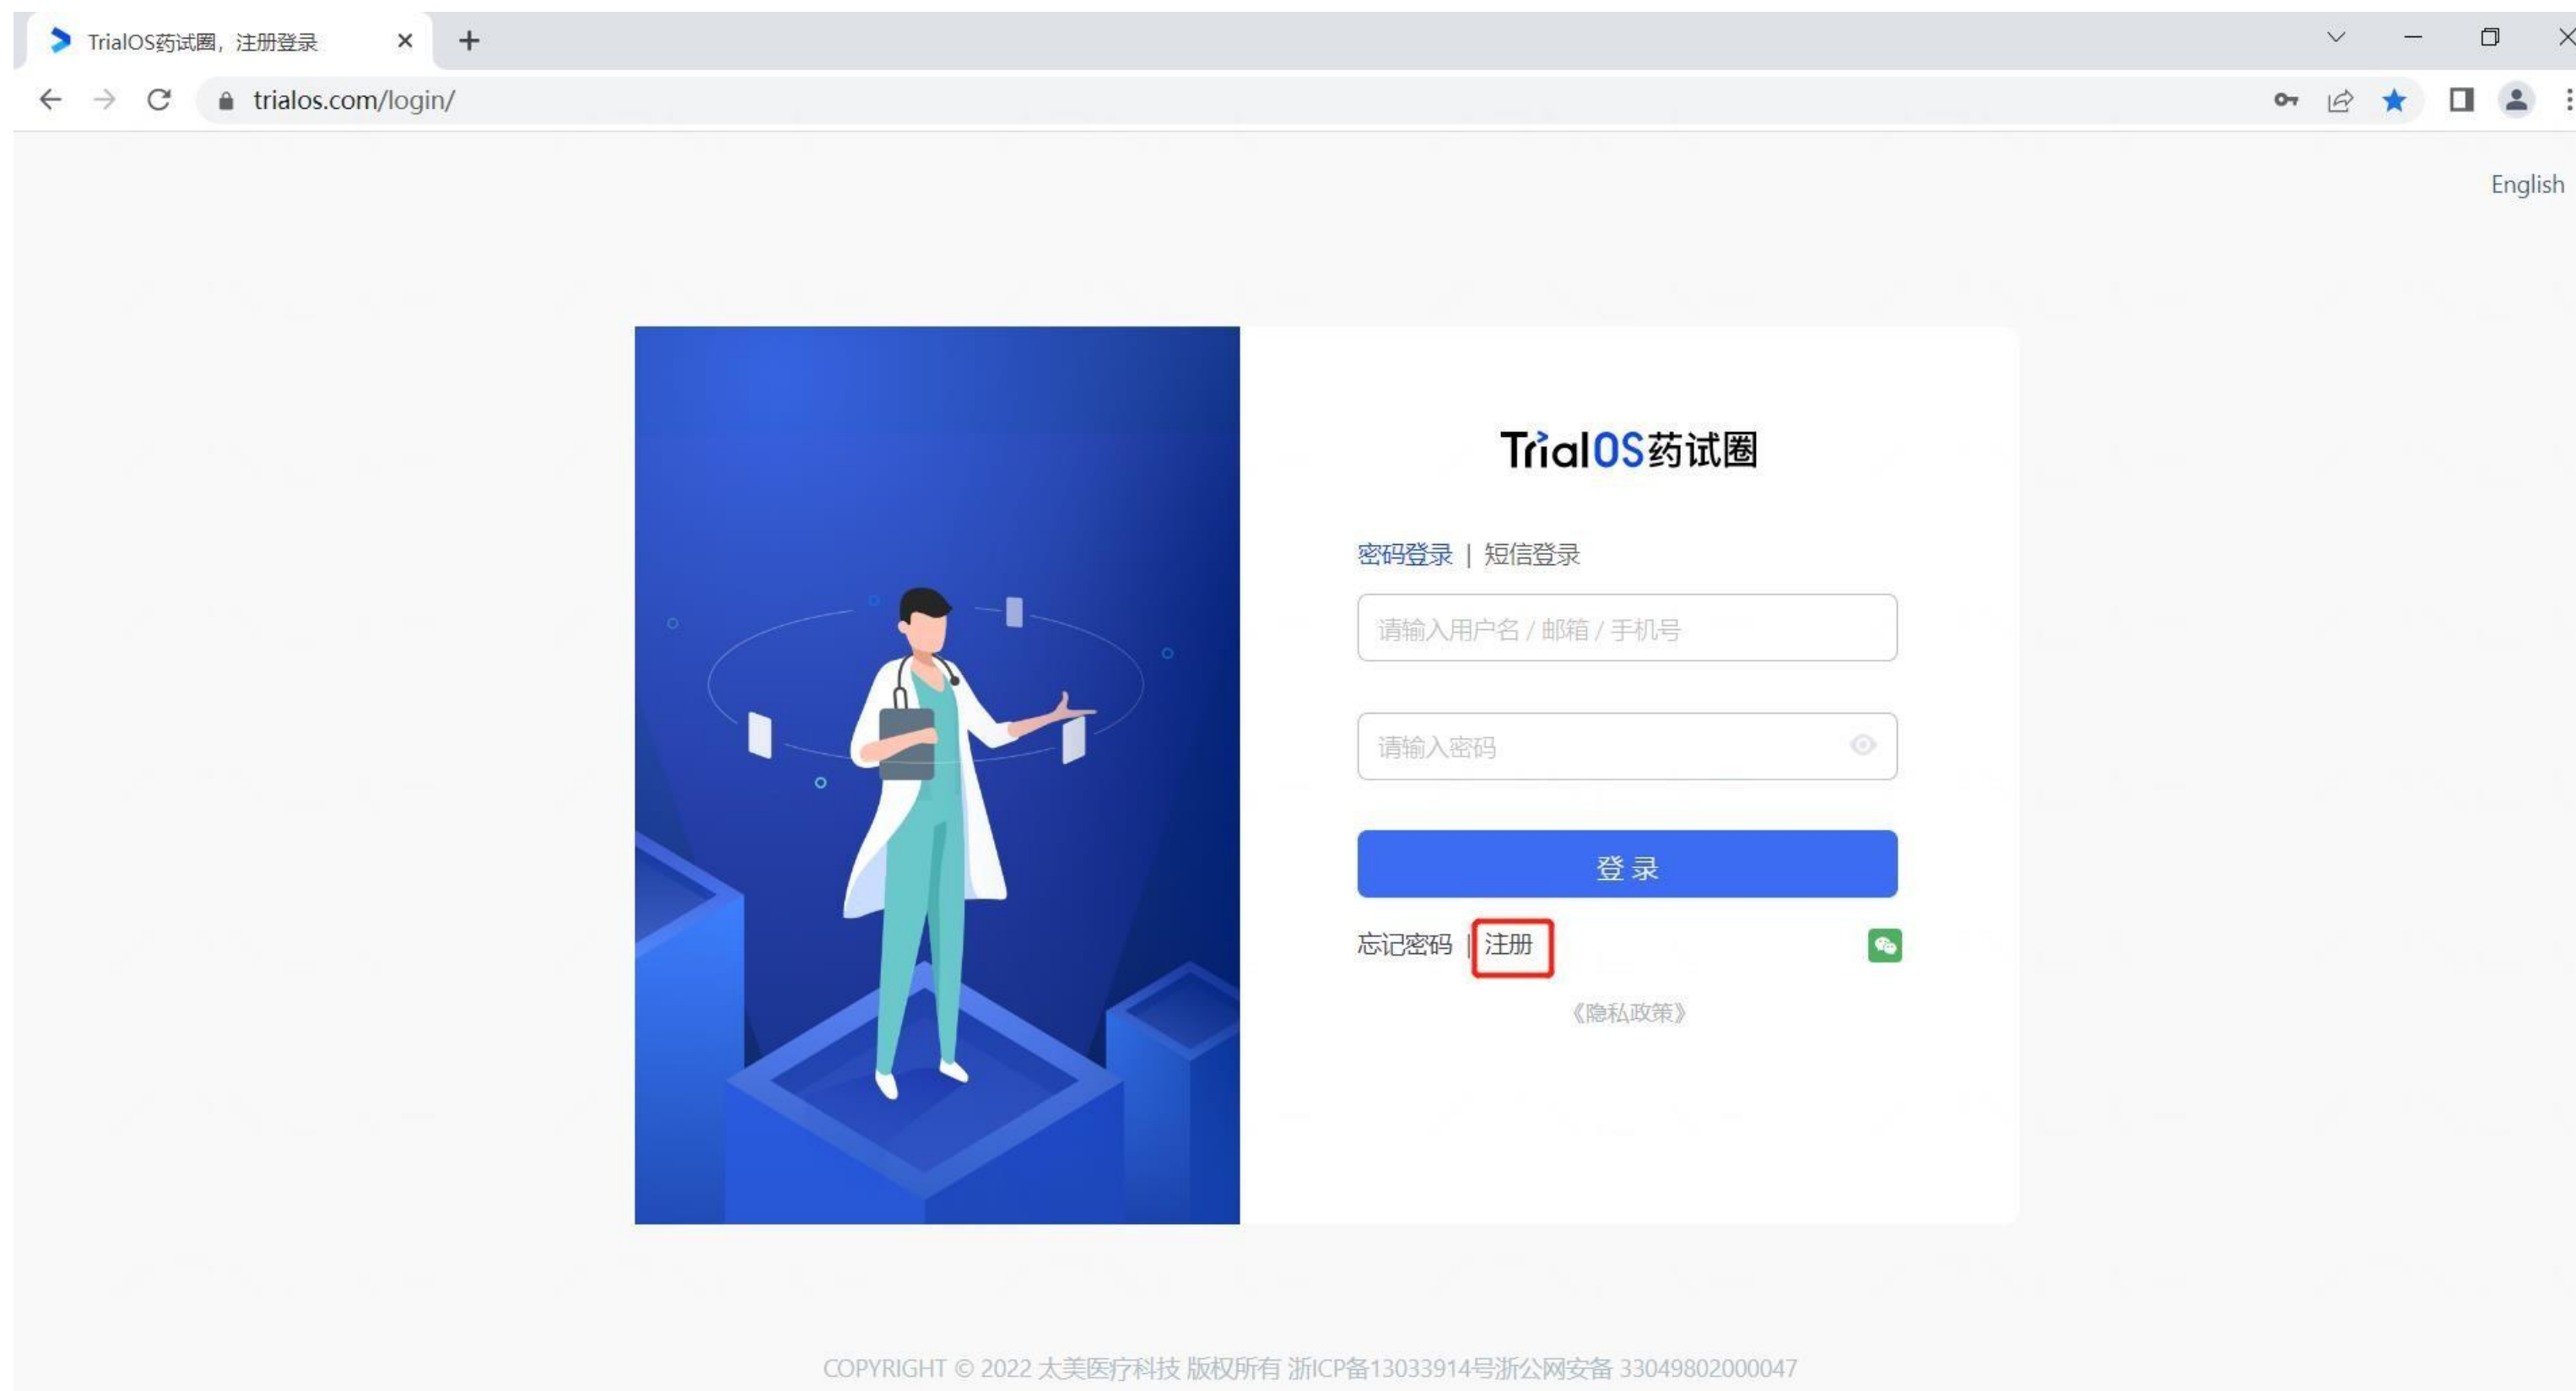 TrialOS药试圈，注册登录
trialos.com/login/
English
TrialOS药试圈
密码登录 | 短信登录
请输入用户名 / 邮箱 / 手机号
请输入密码
登 录
忘记密码 | 注册
《隐私政策》
COPYRIGHT © 2022 太美医疗科技 版权所有 浙ICP备13033914号浙公网安备 33049802000047